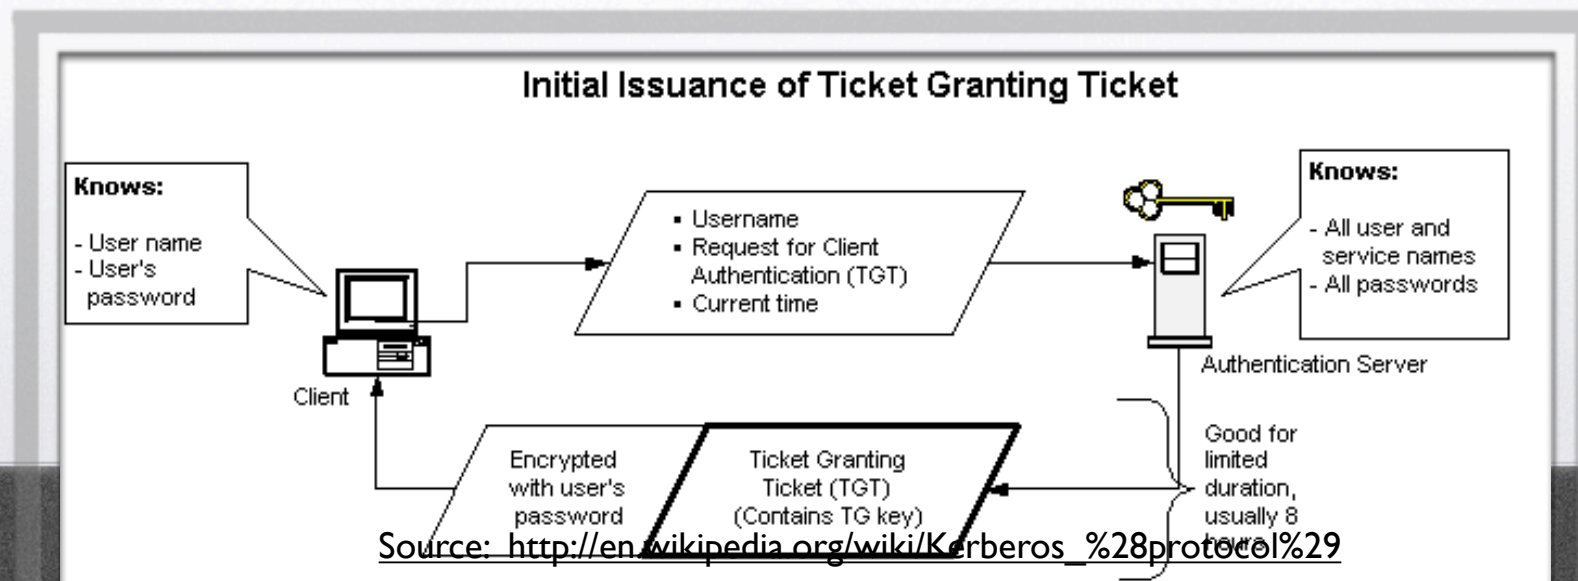 Initial Issuance of Ticket Granting Ticket
Knows:
- User name
- User's
password
▪ Username
▪ Request for Client
Authentication (TGT)
▪ Current time
Knows:
- All user and
service names
- All passwords
Client
Authentication Server
Encrypted
with user's
password
Ticket Granting
Ticket (TGT)
(Contains TG key)
Good for
limited
duration,
usually 8
hours
Source: http://en.wikipedia.org/wiki/Kerberos_%28protocol%29